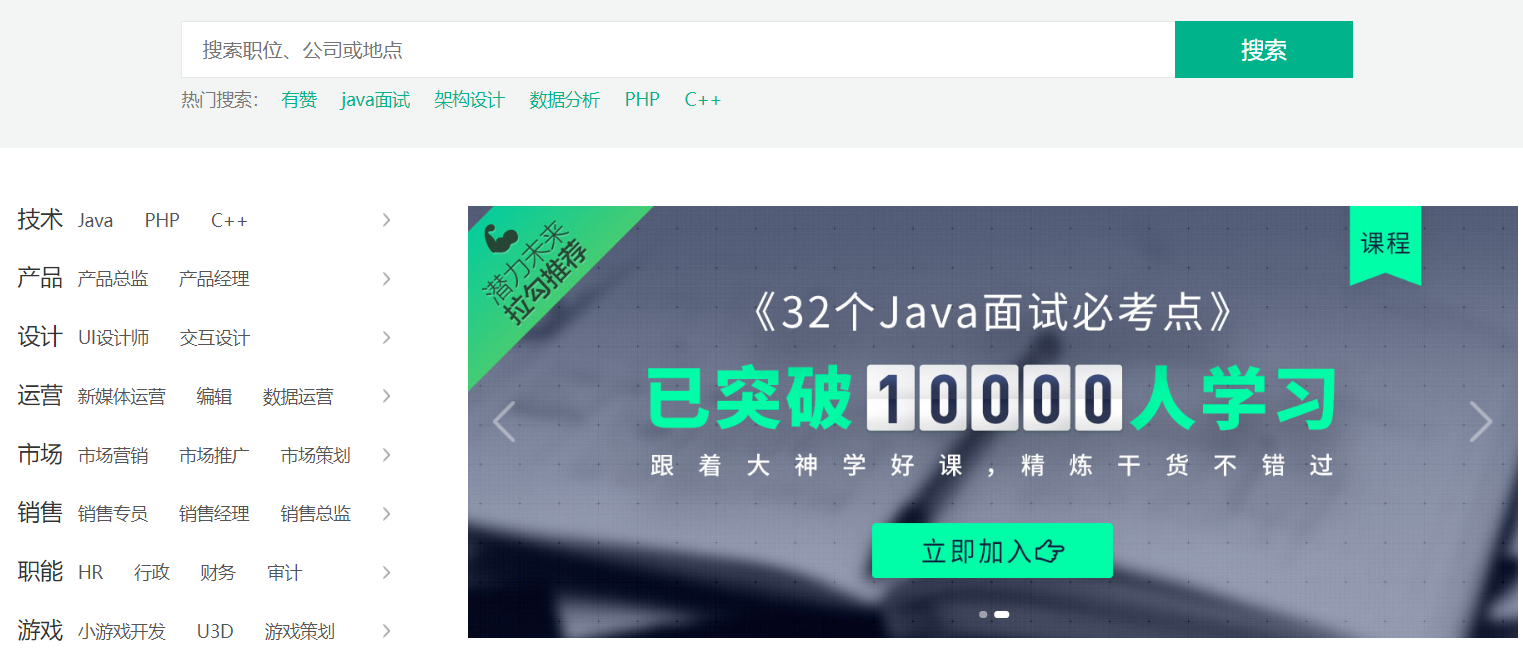 搜索职位、公司或地点
搜索
热门搜索： 有赞 java面试 架构设计 数据分析 PHP C++
技术 Java PHP C++
产品 产品总监 产品经理
设计 UI设计师 交互设计
运营 新媒体运营 编辑 数据运营
市场 市场营销 市场推广 市场策划
销售 销售专员 销售经理 销售总监
职能 HR 行政 财务 审计
游戏 小游戏开发 U3D 游戏策划
潜力未来
拉勾推荐
课程
《32个Java面试必考点》
已突破10000人学习
跟着大神学好课，精炼干货不错过
立即加入